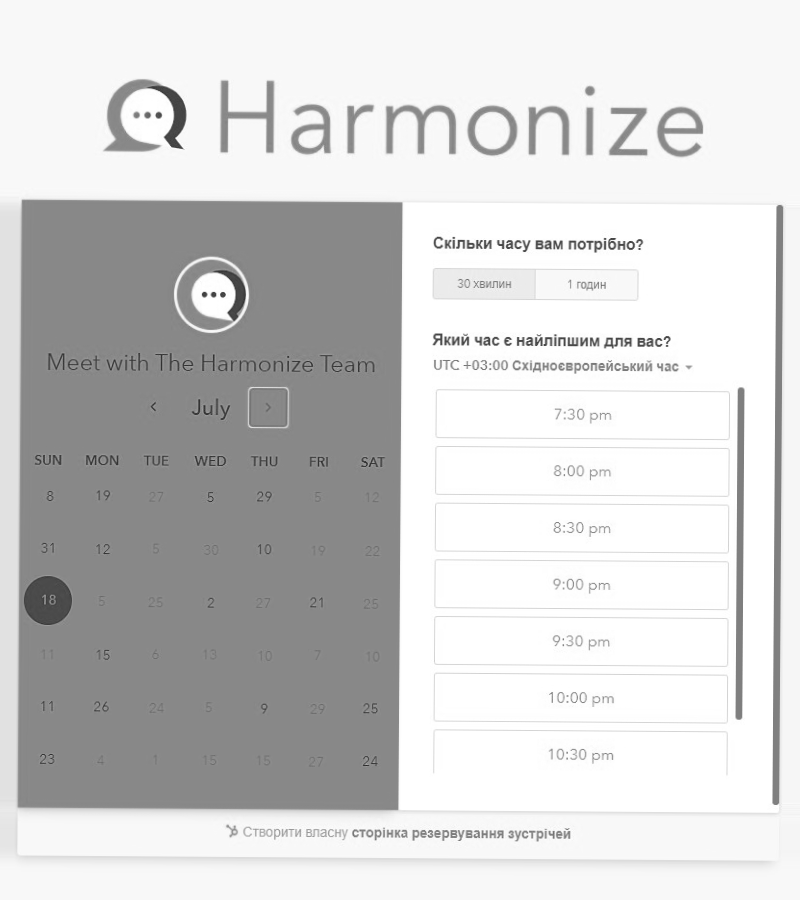 Harmonize
Meet with The Harmonize Team
July
SUN MON TUE WED THU FRI SAT
8 19 27 5 29 5 12
31 12 5 30 10 19 22
18 5 25 2 27 21 25
11 15 6 13 10 7 10
11 26 24 5 9 29 25
23 4 1 15 15 27 24
Скільки часу вам потрібно?
30 хвилин 1 годин
Який час є найліпшим для вас?
UTC +03:00 Східноєвропейський час
7:30 pm
8:00 pm
8:30 pm
9:00 pm
9:30 pm
10:00 pm
10:30 pm
Створити власну сторінка резервування зустрічей